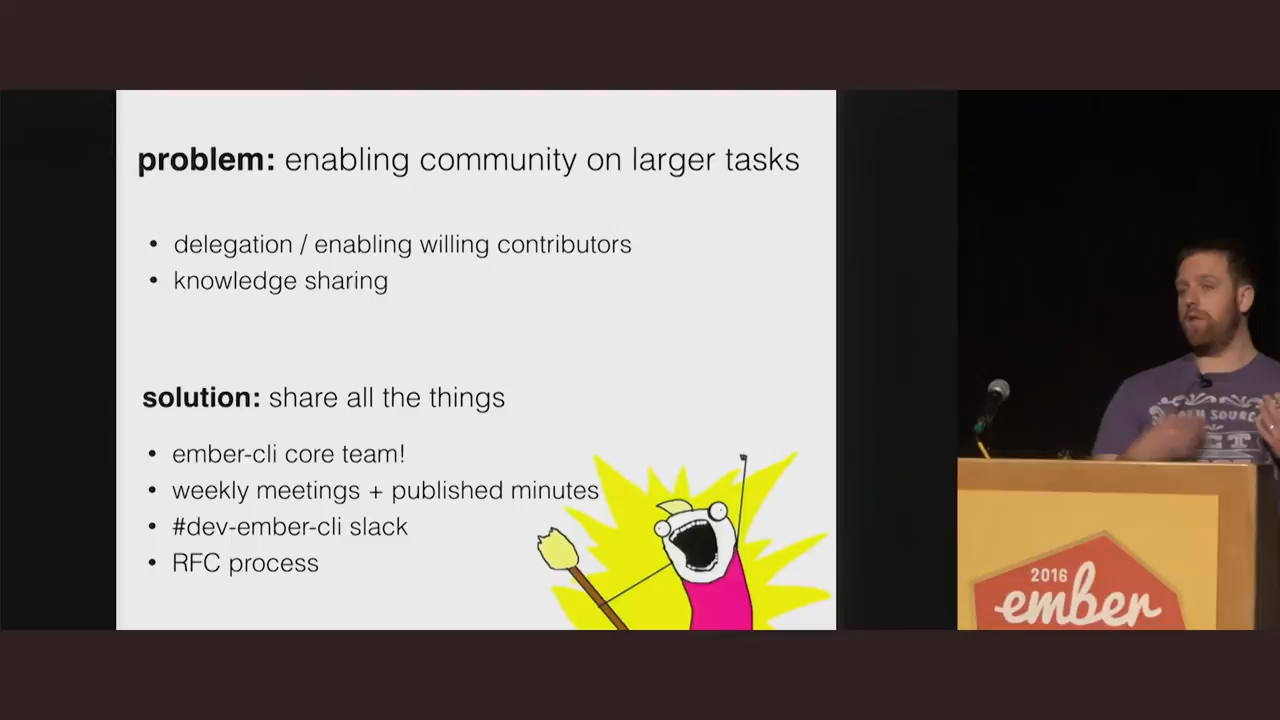 problem: enabling community on larger tasks
• delegation / enabling willing contributors
• knowledge sharing
solution: share all the things
• ember-cli core team!
• weekly meetings + published minutes
• #dev-ember-cli slack
• RFC process
SOURC
2016
ember